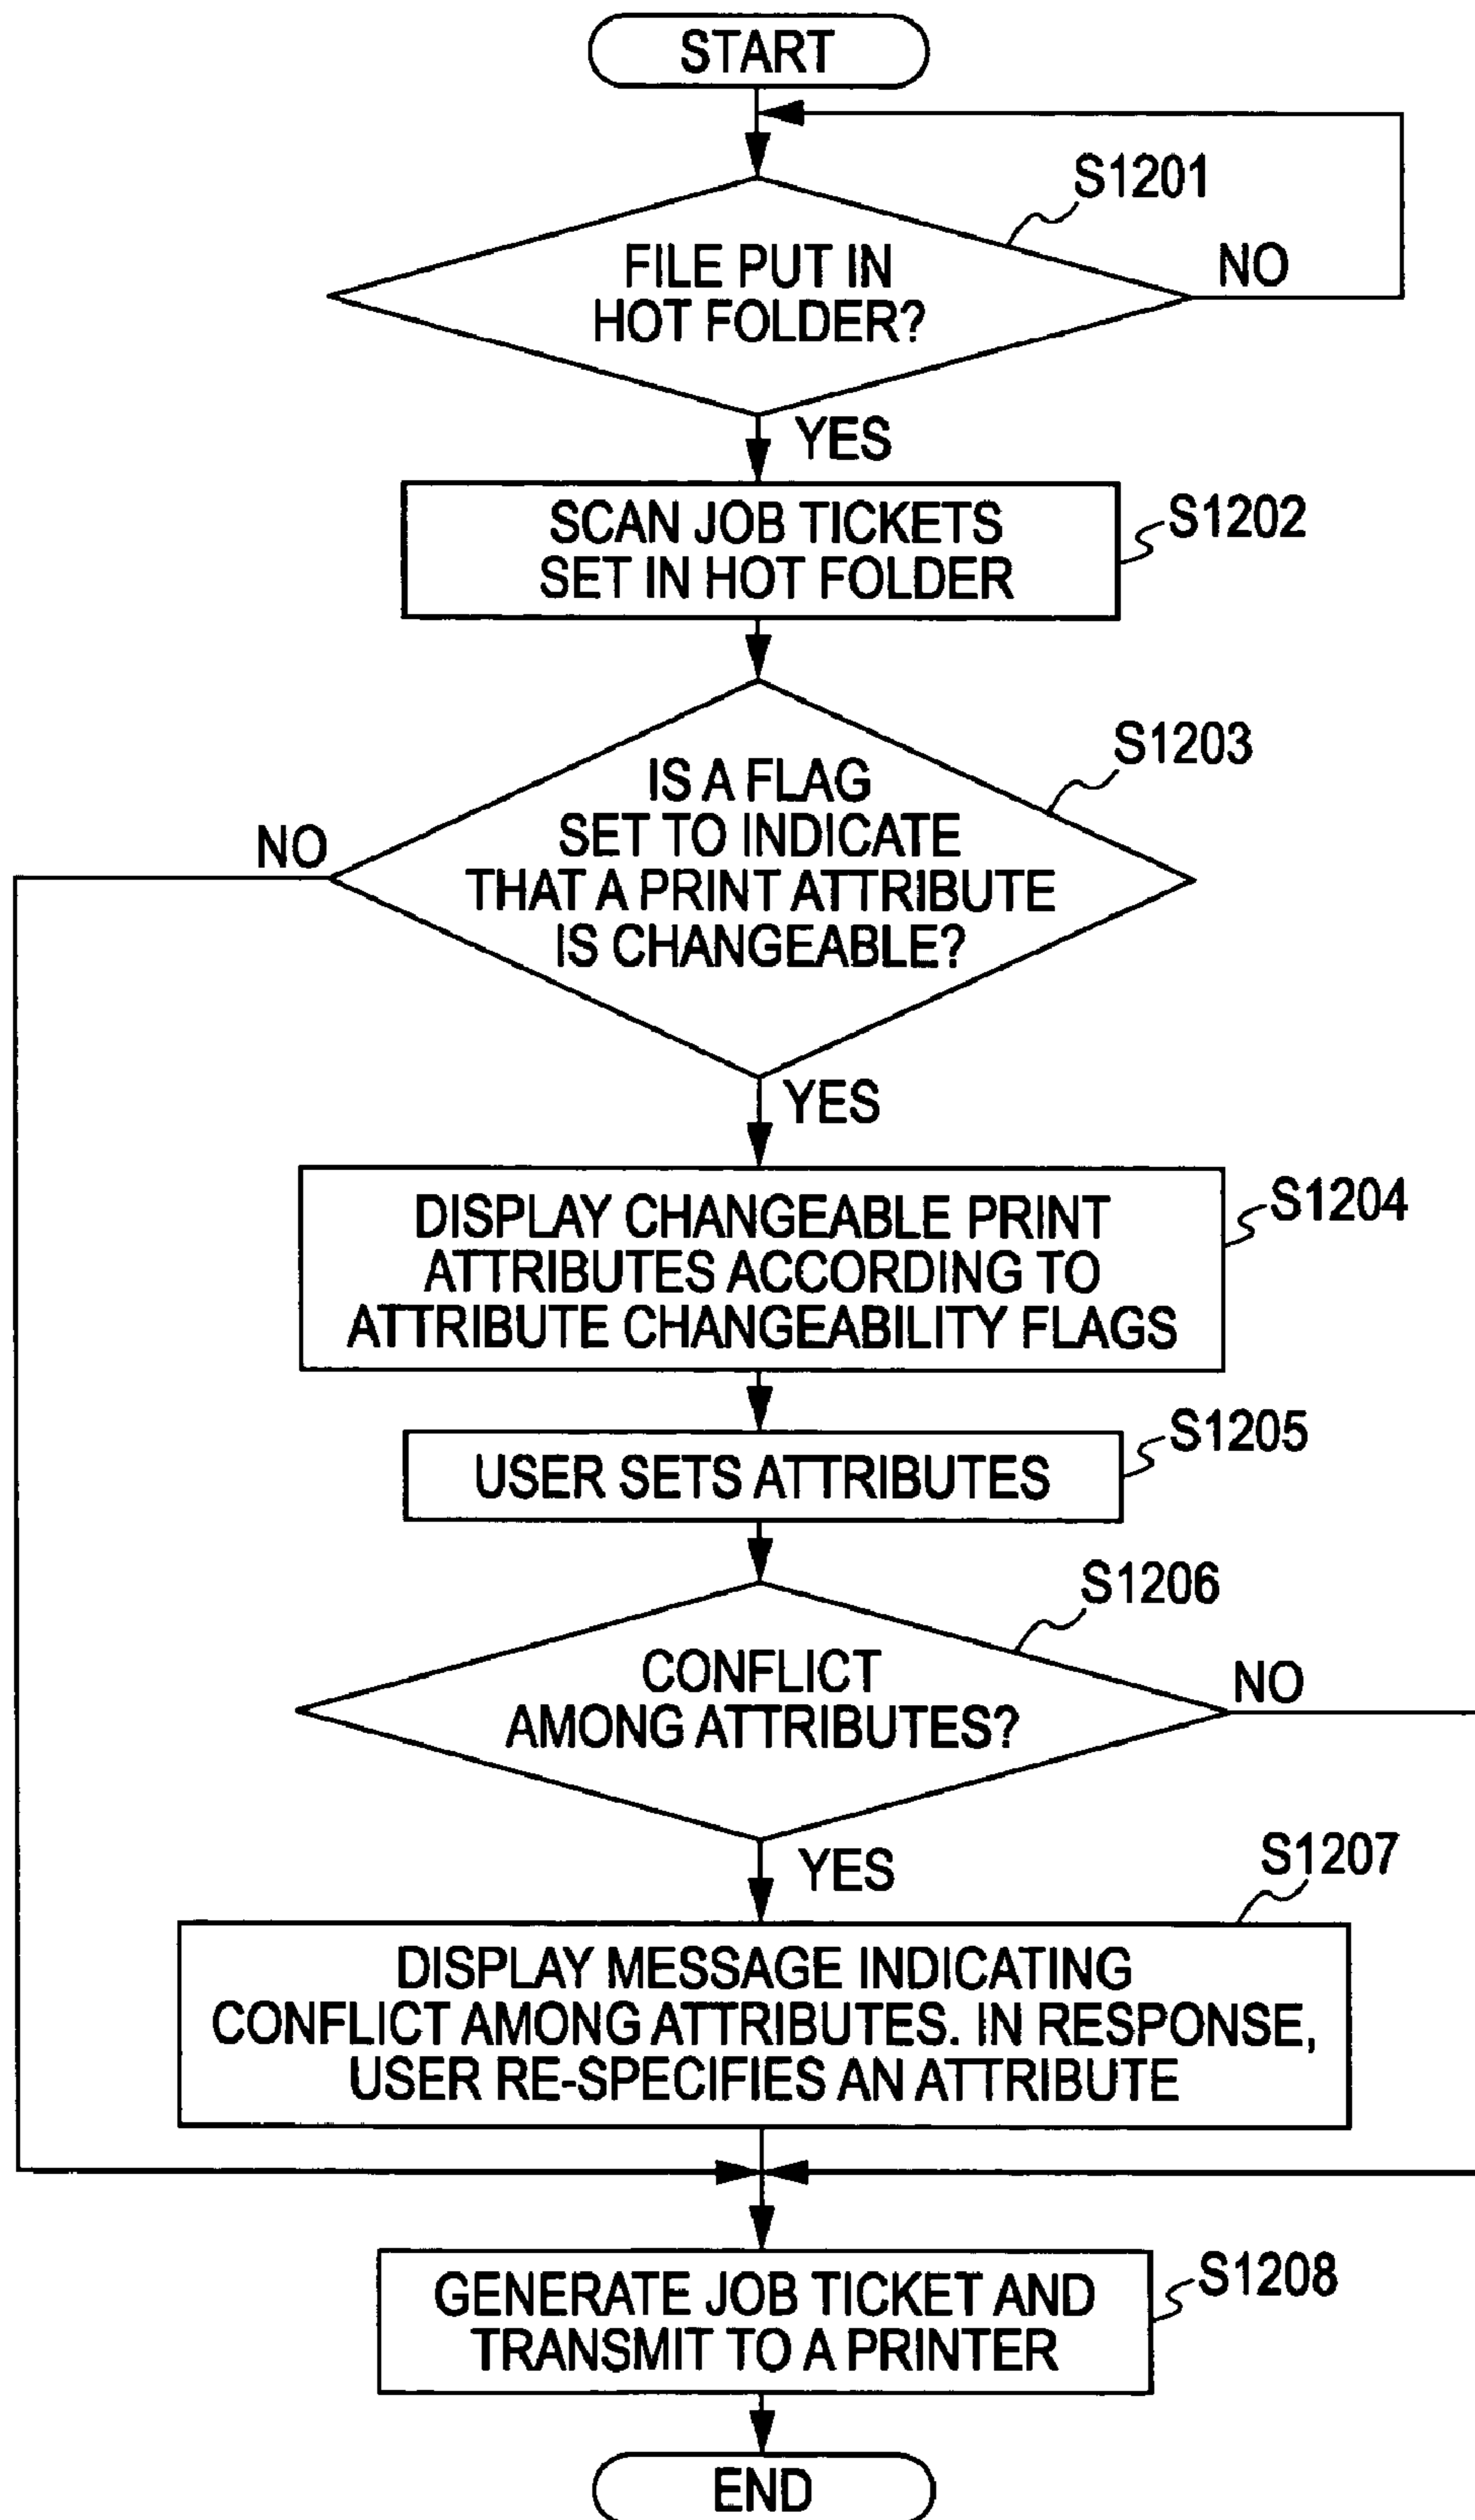 START
S1201
FILE PUT IN
HOT FOLDER?
NO
YES
SCAN JOB TICKETS
SET IN HOT FOLDER
S1202
S1203
IS A FLAG
SET TO INDICATE
THAT A PRINT ATTRIBUTE
IS CHANGEABLE?
NO
YES
DISPLAY CHANGEABLE PRINT
ATTRIBUTES ACCORDING TO
ATTRIBUTE CHANGEABILITY FLAGS
S1204
USER SETS ATTRIBUTES
S1205
S1206
CONFLICT
AMONG ATTRIBUTES?
NO
YES
S1207
DISPLAY MESSAGE INDICATING
CONFLICT AMONG ATTRIBUTES. IN RESPONSE,
USER RE-SPECIFIES AN ATTRIBUTE
GENERATE JOB TICKET AND
TRANSMIT TO A PRINTER
S1208
END